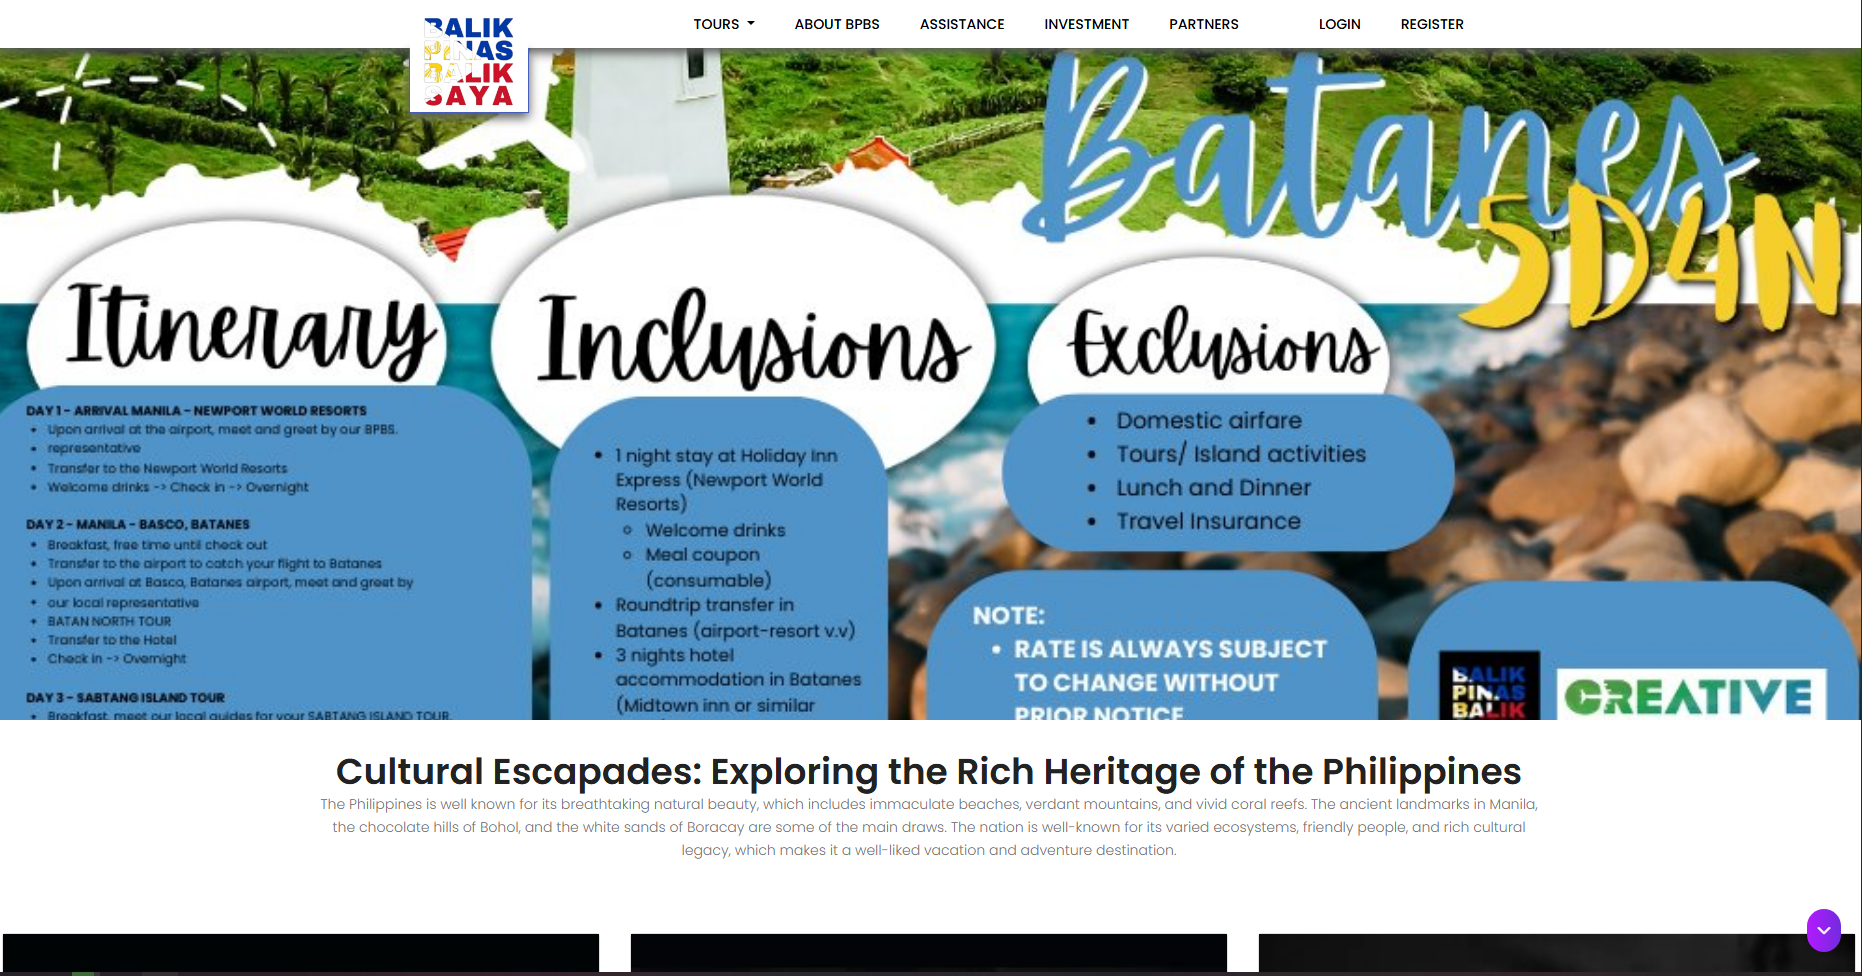 BALIK
PINAS
BALIK
SAYA
TOURS
ABOUT BPBS
ASSISTANCE
INVESTMENT
PARTNERS
LOGIN
REGISTER
Batanes
5D4N
Itinerary
DAY 1 - ARRIVAL MANILA - NEWPORT WORLD RESORTS
• Upon arrival at the airport, meet and greet by our BPBS.
• representative
• Transfer to the Newport World Resorts
• Welcome drinks -> Check in -> Overnight
DAY 2 - MANILA - BASCO, BATANES
• Breakfast, free time until check out
• Transfer to the airport to catch your flight to Batanes
• Upon arrival at Basco, Batanes airport, meet and greet by
• our local representative
• BATAN NORTH TOUR
• Transfer to the Hotel
• Check in -> Overnight
DAY 3 - SABTANG ISLAND TOUR
• Breakfast, meet our local guides for your SABTANG ISLAND TOUR.
Inclusions
• 1 night stay at Holiday Inn
Express (Newport World
Resorts)
○ Welcome drinks
○ Meal coupon
(consumable)
• Roundtrip transfer in
Batanes (airport-resort v.v)
• 3 nights hotel
accommodation in Batanes
(Midtown inn or similar
Exclusions
• Domestic airfare
• Tours/ Island activities
• Lunch and Dinner
• Travel Insurance
NOTE:
• RATE IS ALWAYS SUBJECT
TO CHANGE WITHOUT
PRIOR NOTICE
BALIK
PINAS
BALIK
CREATIVE
Cultural Escapades: Exploring the Rich Heritage of the Philippines
The Philippines is well known for its breathtaking natural beauty, which includes immaculate beaches, verdant mountains, and vivid coral reefs. The ancient landmarks in Manila,
the chocolate hills of Bohol, and the white sands of Boracay are some of the main draws. The nation is well-known for its varied ecosystems, friendly people, and rich cultural
legacy, which makes it a well-liked vacation and adventure destination.